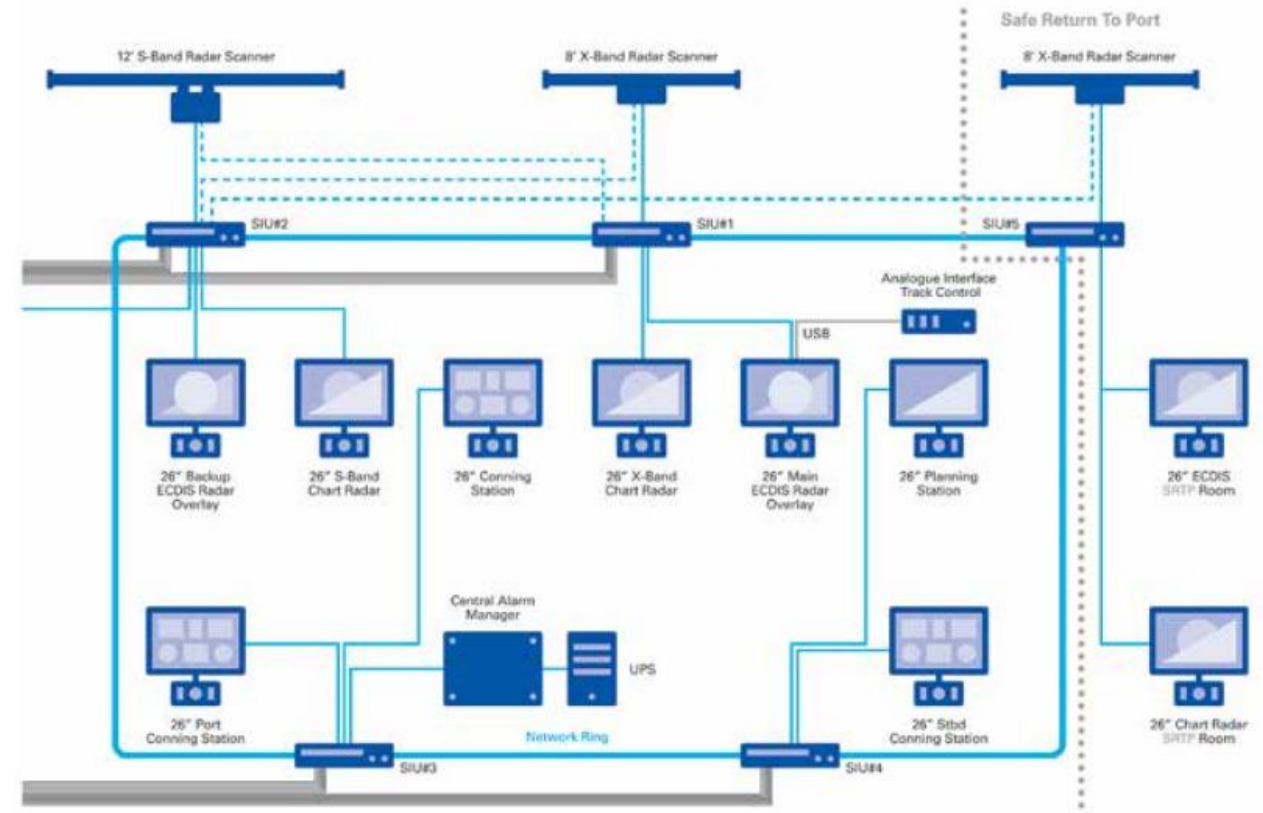 Safe Return To Port
12' S-Band Radar Scanner
8' X-Band Radar Scanner
8' X-Band Radar Scanner
SIU#2
SIU#1
SIU#5
Analogue Interface
Track Control
USB
26" Backup
ECDIS Radar
Overlay
26" S-Band
Chart Radar
26" Conning
Station
26" X-Band
Chart Radar
26" Main
ECDIS Radar
Overlay
26" Planning
Station
26" ECDIS
SRTP Room
Central Alarm
Manager
UPS
26" Port
Conning Station
Network Ring
26" Stbd
Conning Station
26" Chart Radar
SRTP Room
SIU#3
SIU#4